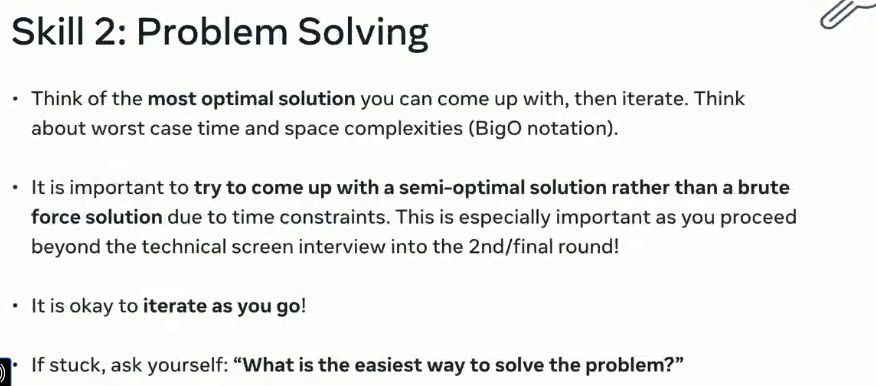 Skill 2: Problem Solving
• Think of the most optimal solution you can come up with, then iterate. Think
about worst case time and space complexities (BigO notation).
• It is important to try to come up with a semi-optimal solution rather than a brute
force solution due to time constraints. This is especially important as you proceed
beyond the technical screen interview into the 2nd/final round!
• It is okay to iterate as you go!
• If stuck, ask yourself: “What is the easiest way to solve the problem?”